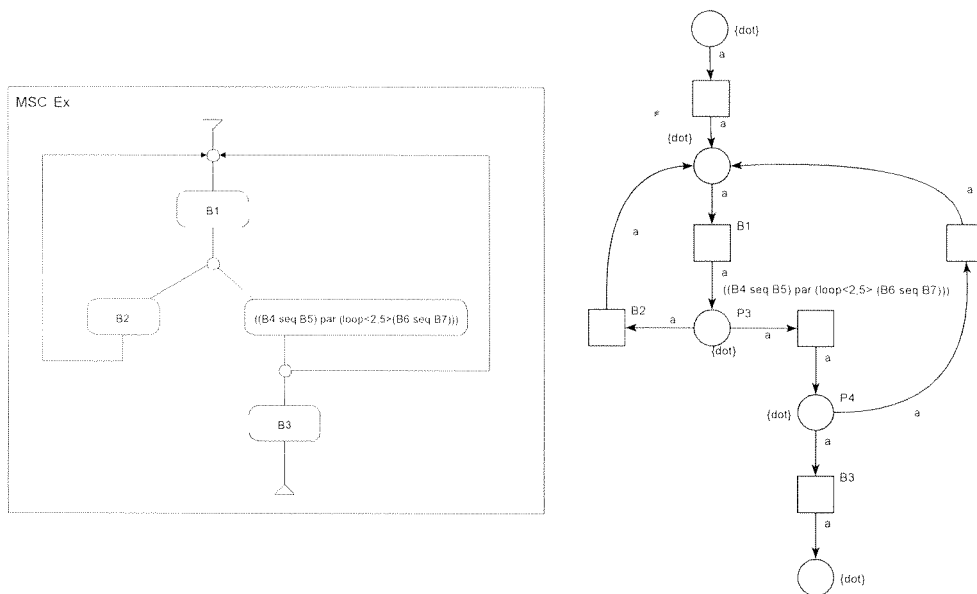 MSC Ex
B1
B2
((B4 seq B5) par (loop<2,5>(B6 seq B7)))
B3
{dot}
a
a
{dot}
a
a
B1
a
a
((B4 seq B5) par (loop<2,5> (B6 seq B7)))
B2
a
P3
a
{dot}
a
P4
{dot}
a
a
B3
a
{dot}